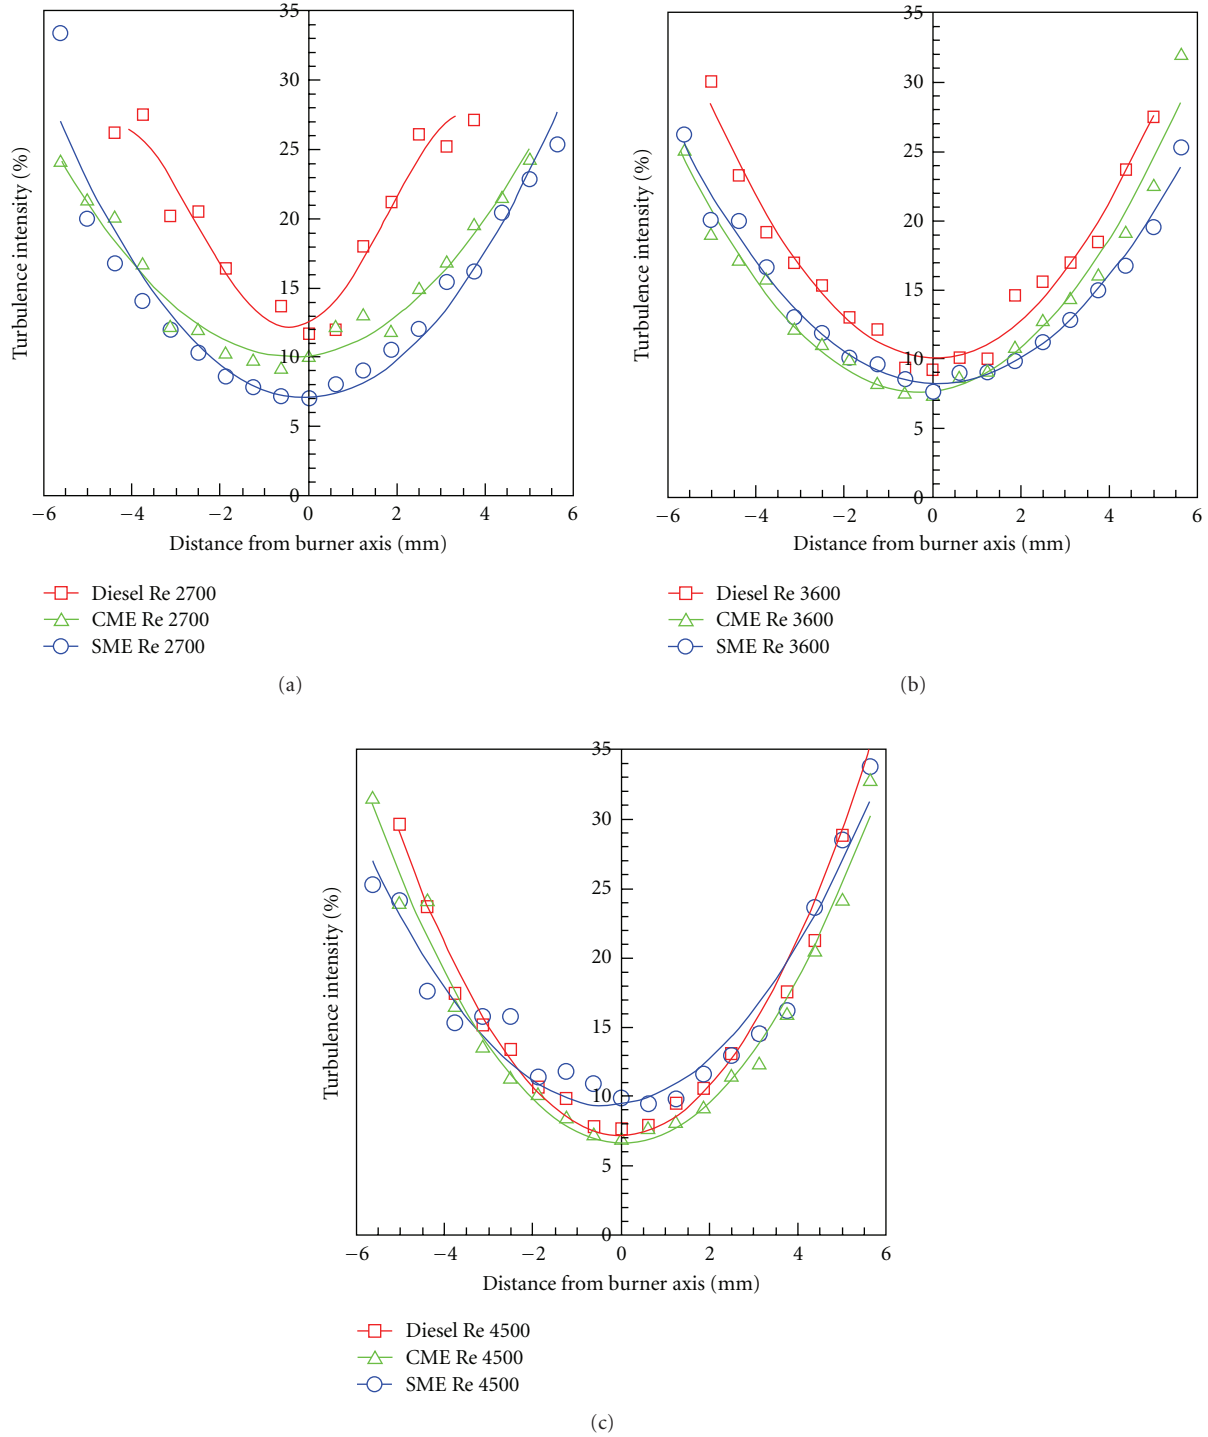 35
30
25
20
15
10
5
0
Turbulence intensity (%)
−6 −4 −2 0 2 4 6
Distance from burner axis (mm)
Diesel Re 2700
CME Re 2700
SME Re 2700
(a)
35
30
25
20
15
10
5
0
Turbulence intensity (%)
−6 −4 −2 0 2 4 6
Distance from burner axis (mm)
Diesel Re 3600
CME Re 3600
SME Re 3600
(b)
35
30
25
20
15
10
5
0
Turbulence intensity (%)
−6 −4 −2 0 2 4 6
Distance from burner axis (mm)
Diesel Re 4500
CME Re 4500
SME Re 4500
(c)